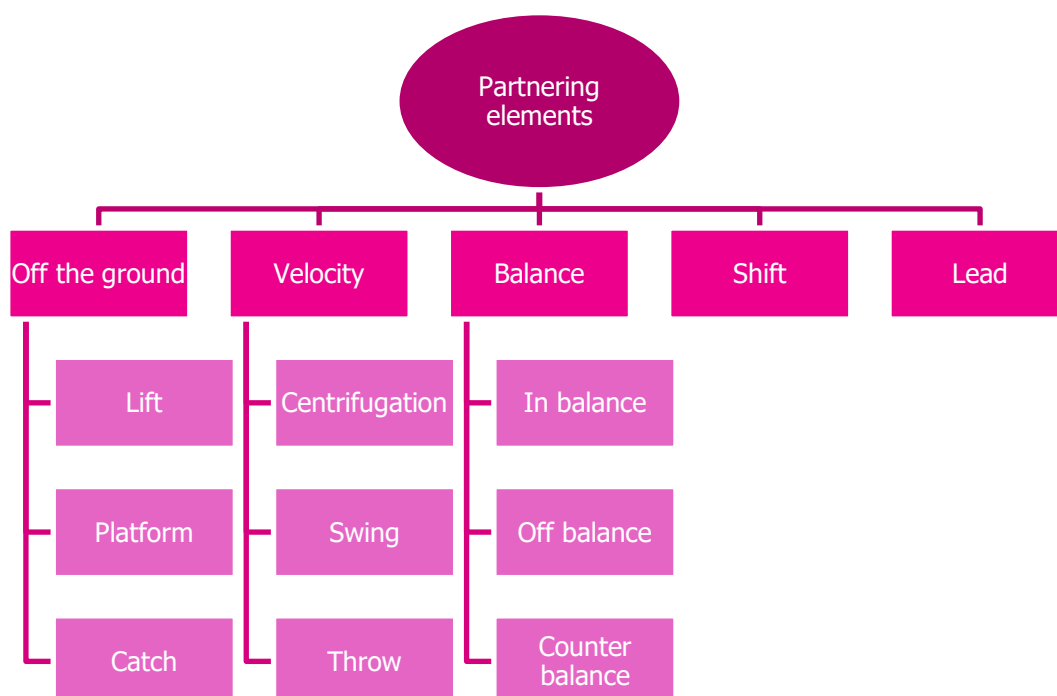 Partnering
elements
Off the ground
Velocity
Balance
Shift
Lead
Lift
Centrifugation
In balance
Platform
Swing
Off balance
Catch
Throw
Counter
balance